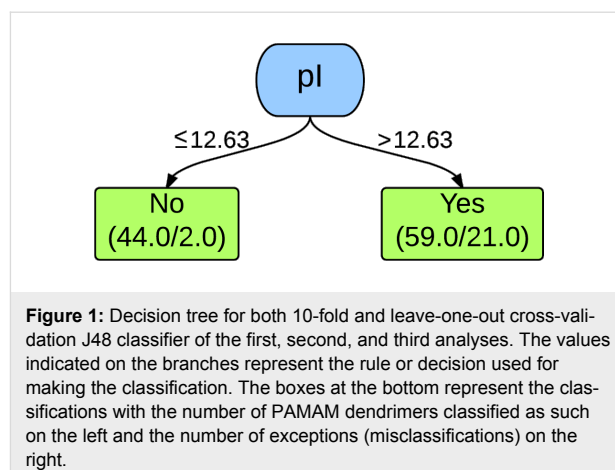 pI
≤12.63 >12.63
No Yes
(44.0/2.0) (59.0/21.0)
Figure 1: Decision tree for both 10-fold and leave-one-out cross-vali-
dation J48 classifier of the first, second, and third analyses. The values
indicated on the branches represent the rule or decision used for
making the classification. The boxes at the bottom represent the clas-
sifications with the number of PAMAM dendrimers classified as such
on the left and the number of exceptions (misclassifications) on the
right.